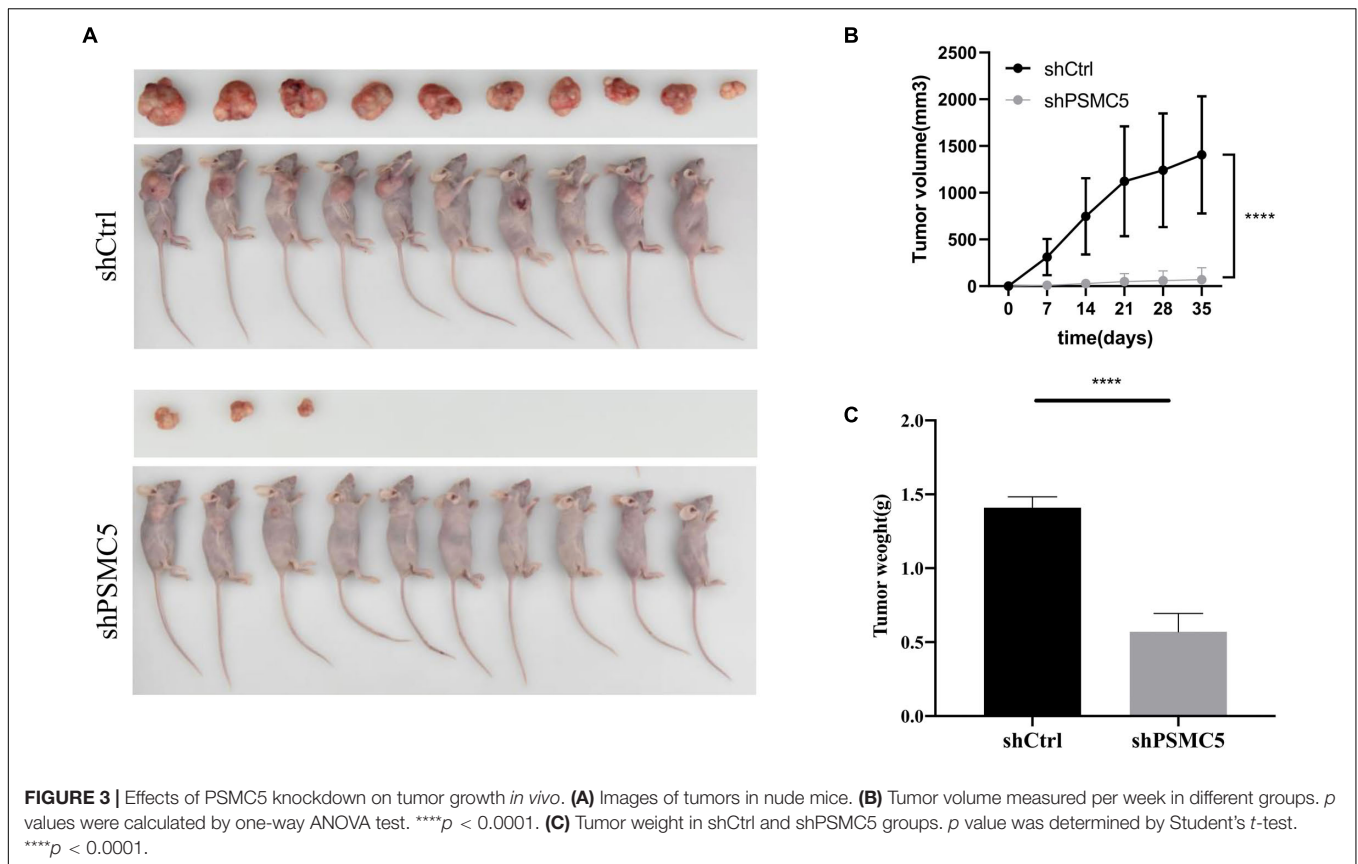 A
shCtrl
shPSMC5
B
2500
2000
1500
1000
500
0
Tumor volume(mm3)
shCtrl
shPSMC5
****
0 7 14 21 28 35
time(days)
C
****
2.0
1.5
1.0
0.5
0.0
Tumor weoght(g)
shCtrl shPSMC5
FIGURE 3 | Effects of PSMC5 knockdown on tumor growth in vivo. (A) Images of tumors in nude mice. (B) Tumor volume measured per week in different groups. p
values were calculated by one-way ANOVA test. ****p < 0.0001. (C) Tumor weight in shCtrl and shPSMC5 groups. p value was determined by Student's t-test.
****p < 0.0001.